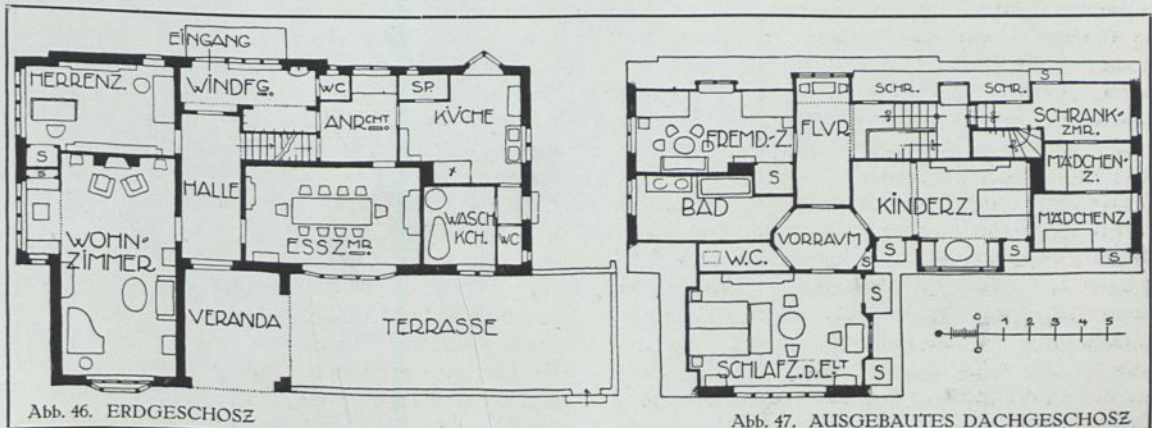 EINGANG
HERRENZ.
WINDFG.
WC
SP.
ANRCHT
KÜCHE
S
S
HALLE
WOHN-
ZIMMER
ESSZMR.
WASCH
KCH.
WC
VERANDA
TERRASSE
Abb. 46. ERDGESCHOSZ
S
SCHR.
SCHR.
FREMD.-Z.
FLVR
SCHRANK-
ZMR.
S
MÄDCHEN-
Z.
BAD
KINDERZ.
MÄDCHENZ.
VORRAVM
W.C.
S
S
S
S
S
SCHLAFZ.D.ELT
S
0 1 2 3 4 5
Abb. 47. AUSGEBAUTES DACHGESCHOSZ